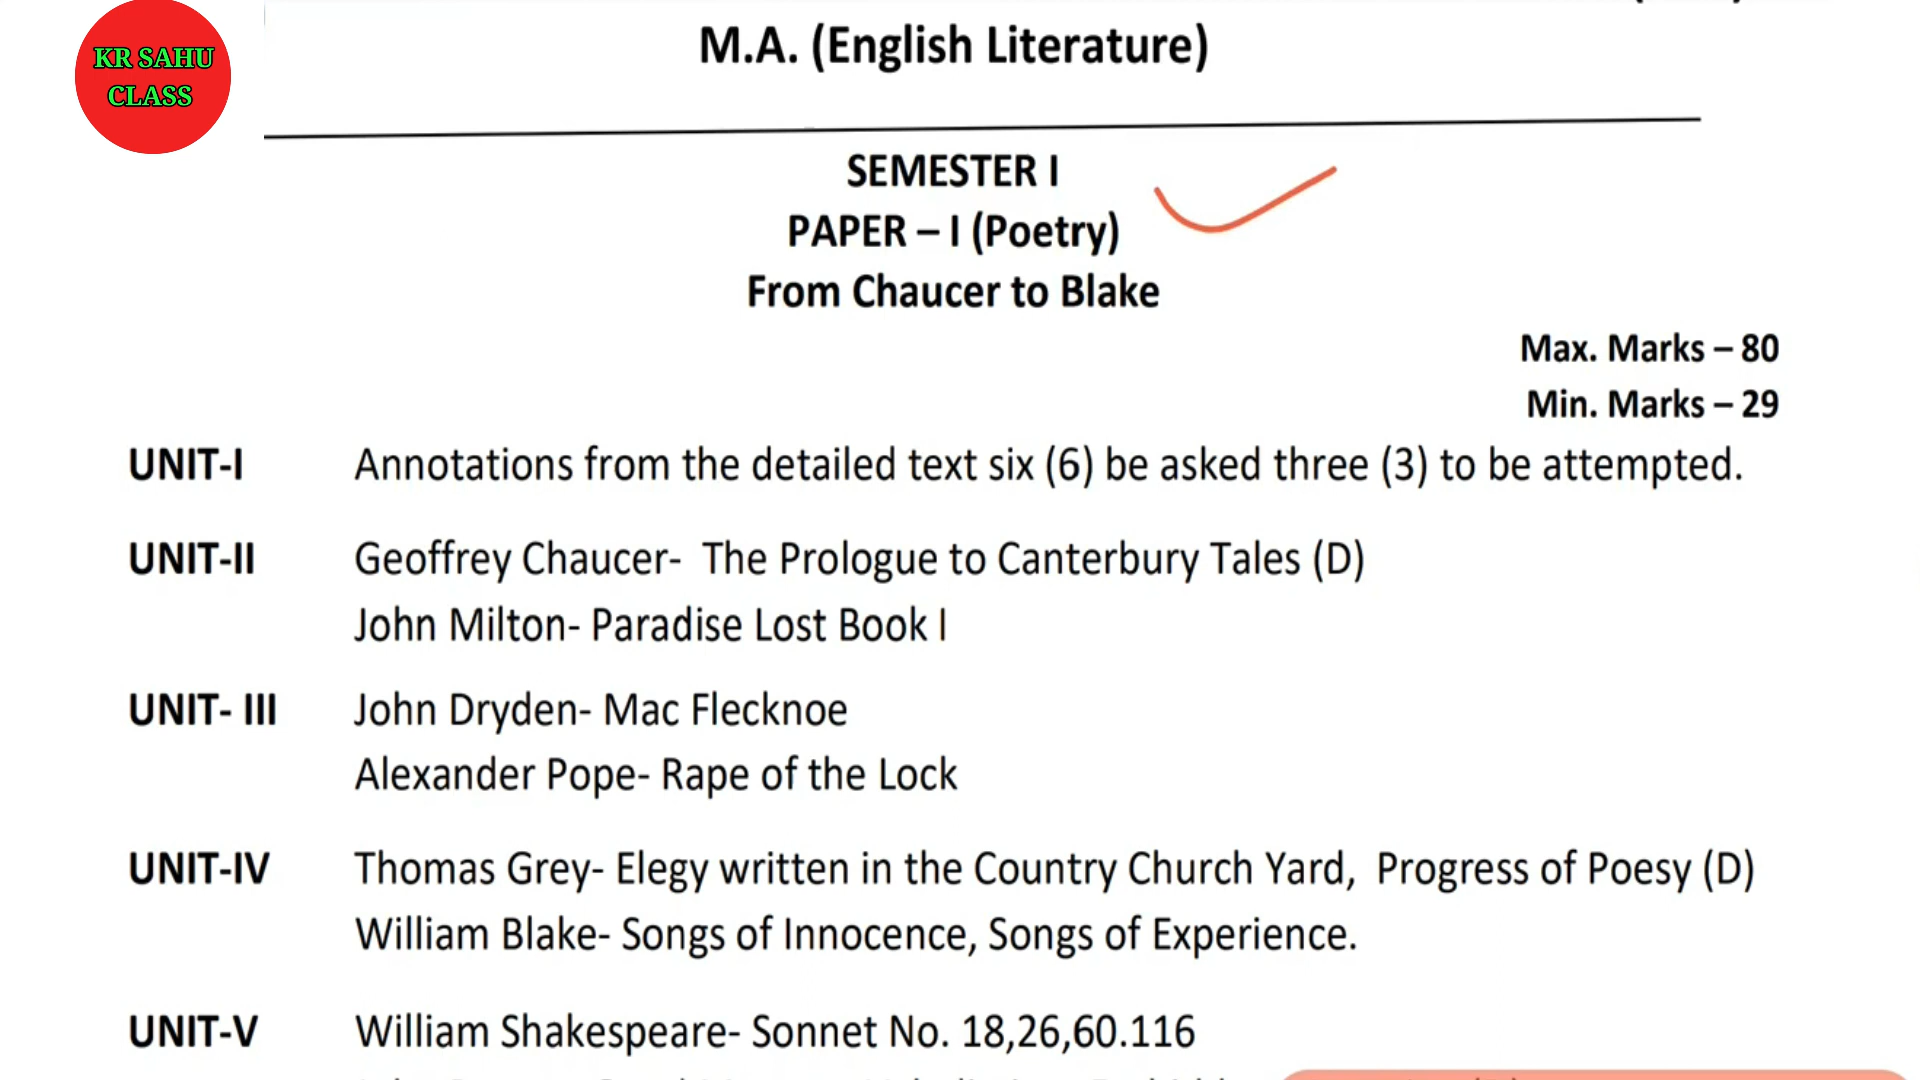 KR SAHU
CLASS
M.A. (English Literature)
SEMESTER I
PAPER – I (Poetry)
From Chaucer to Blake
Max. Marks – 80
Min. Marks – 29
UNIT-I Annotations from the detailed text six (6) be asked three (3) to be attempted.
UNIT-II Geoffrey Chaucer- The Prologue to Canterbury Tales (D)
John Milton- Paradise Lost Book I
UNIT- III John Dryden- Mac Flecknoe
Alexander Pope- Rape of the Lock
UNIT-IV Thomas Grey- Elegy written in the Country Church Yard, Progress of Poesy (D)
William Blake- Songs of Innocence, Songs of Experience.
UNIT-V William Shakespeare- Sonnet No. 18,26,60.116